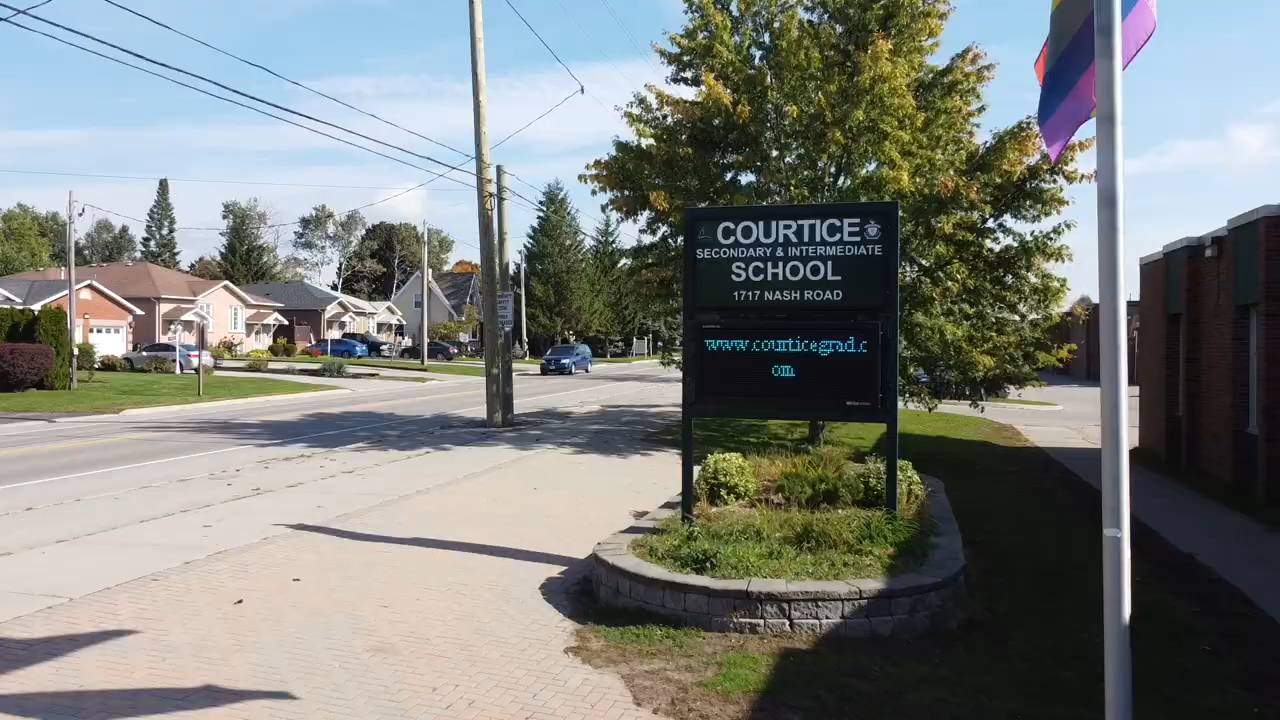 COURTICE
SECONDARY & INTERMEDIATE
SCHOOL
1717 NASH ROAD
www.courticegrad.c
om